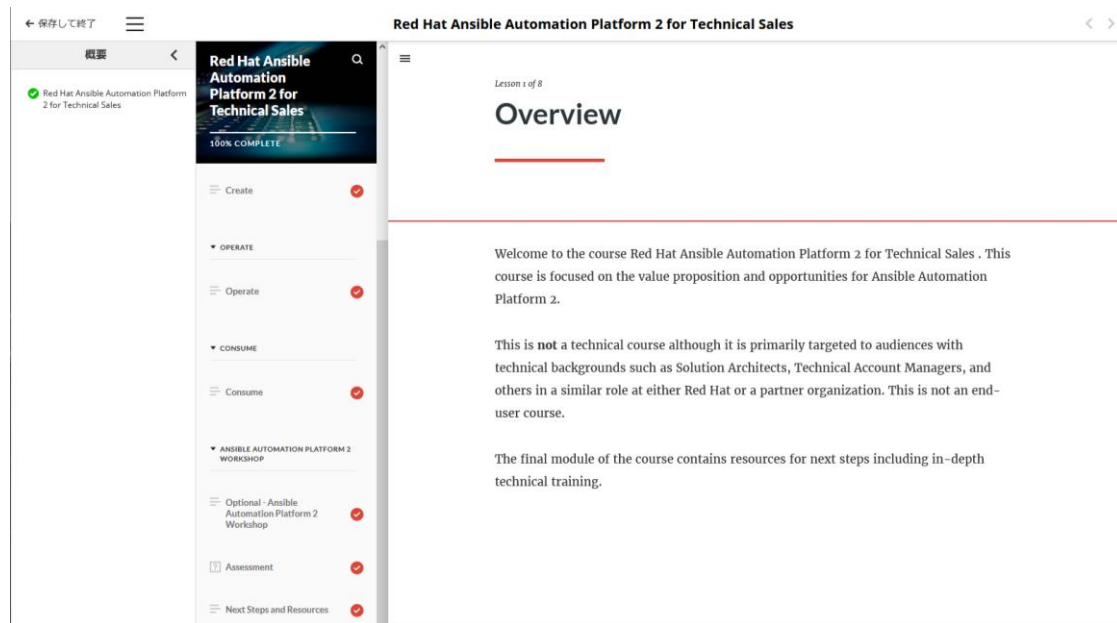 保存して終了
Red Hat Ansible Automation Platform 2 for Technical Sales
概要
Red Hat Ansible Automation Platform
2 for Technical Sales
Red Hat Ansible
Automation
Platform 2 for
Technical Sales
100% COMPLETE
Create
OPERATE
Operate
CONSUME
Consume
ANSIBLE AUTOMATION PLATFORM 2
WORKSHOP
Optional - Ansible
Automation Platform 2
Workshop
Assessment
Next Steps and Resources
Lesson 1 of 8
Overview
Welcome to the course Red Hat Ansible Automation Platform 2 for Technical Sales . This
course is focused on the value proposition and opportunities for Ansible Automation
Platform 2.
This is not a technical course although it is primarily targeted to audiences with
technical backgrounds such as Solution Architects, Technical Account Managers, and
others in a similar role at either Red Hat or a partner organization. This is not an end-
user course.
The final module of the course contains resources for next steps including in-depth
technical training.